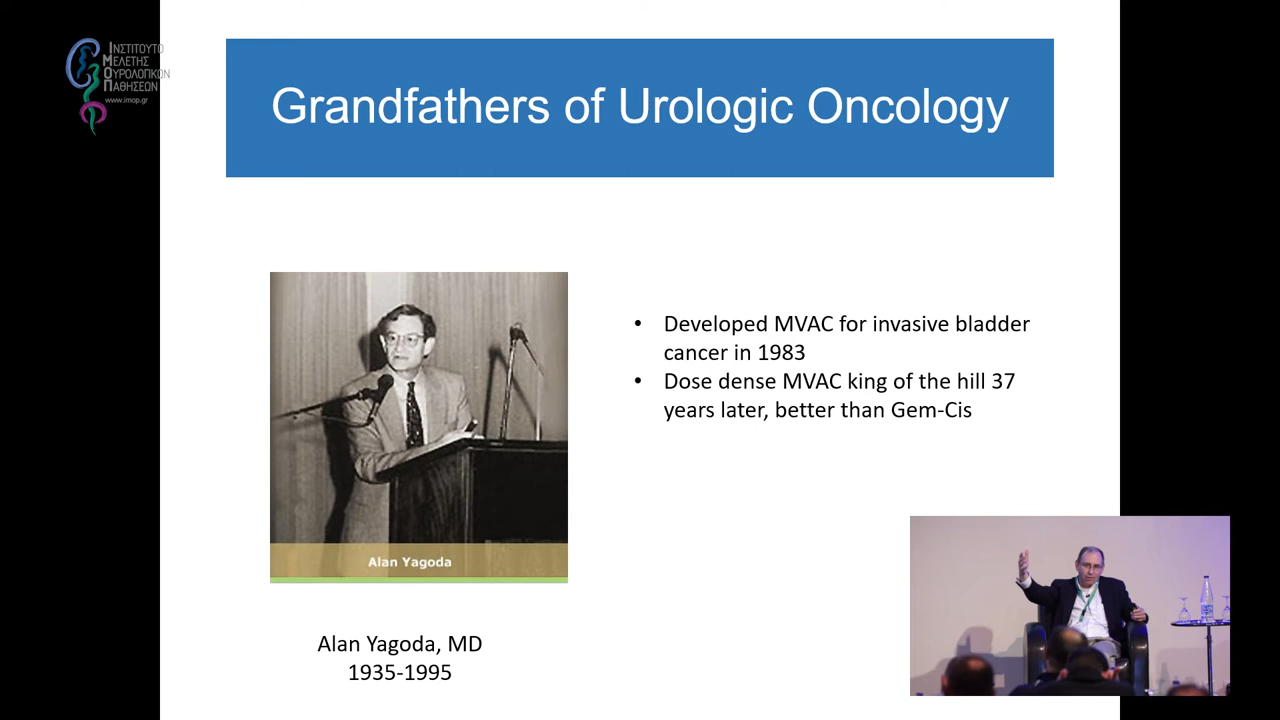 ΙΝΣΤΙΤΟΥΤΟ
ΜΕΛΕΤΗΣ
ΟΥΡΟΛΟΓΙΚΩΝ
ΠΑΘΗΣΕΩΝ
www.imop.gr
Grandfathers of Urologic Oncology
• Developed MVAC for invasive bladder
cancer in 1983
• Dose dense MVAC king of the hill 37
years later, better than Gem-Cis
Alan Yagoda
Alan Yagoda, MD
1935-1995